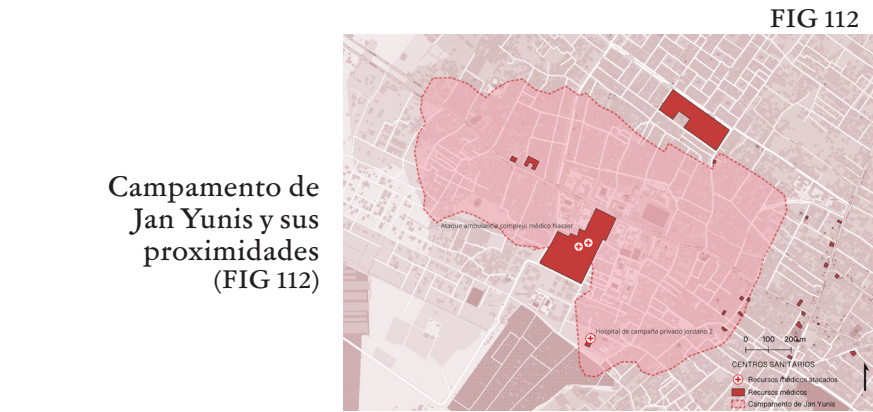 FIG 112
Campamento de
Jan Yunis y sus
proximidades
(FIG 112)
Ataque ambulancia complejo médico Nasser
Hospital de campaña privado jordano 2
0 100 200m
CENTROS SANITARIOS
Recursos médicos atacados
Recursos médicos
Campamento de Jan Yunis